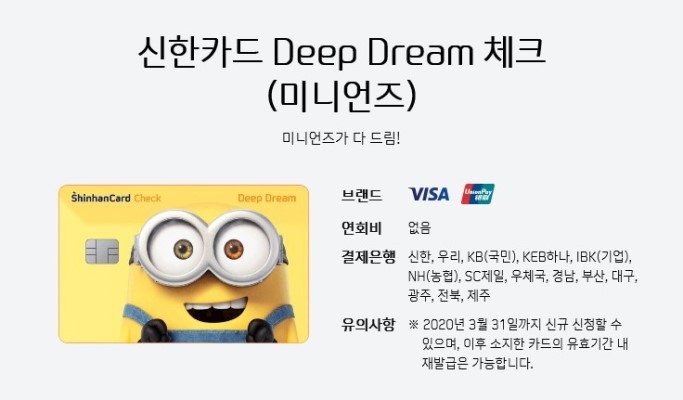 신한카드 Deep Dream 체크
(미니언즈)
미니언즈가 다 드림!
ShinhanCard Check
Deep Dream
브랜드 VISA UnionPay 银联
연회비 없음
결제은행 신한, 우리, KB(국민), KEB하나, IBK(기업),
NH(농협), SC제일, 우체국, 경남, 부산, 대구,
광주, 전북, 제주
유의사항 ※ 2020년 3월 31일까지 신규 신청할 수
있으며, 이후 소지한 카드의 유효기간 내
재발급은 가능합니다.